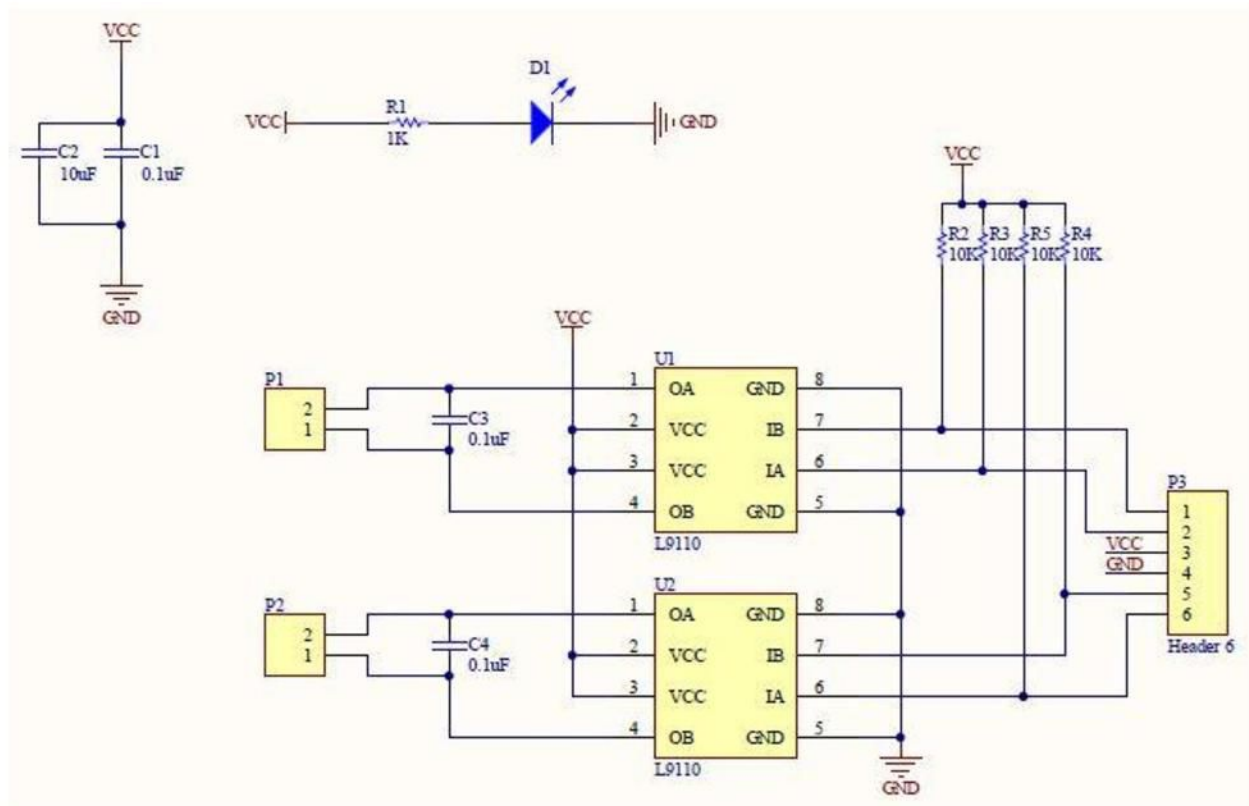 VCC
C2
10uF
C1
0.1uF
GND
VCC
R1
1K
D1
GND
VCC
R2
10K
R3
10K
R5
10K
R4
10K
VCC
P1
2
1
C3
0.1uF
U1
1 OA GND 8
2 VCC IB 7
3 VCC IA 6
4 OB GND 5
L9110
P3
1
2
VCC 3
GND 4
5
6
Header 6
P2
2
1
C4
0.1uF
U2
1 OA GND 8
2 VCC IB 7
3 VCC IA 6
4 OB GND 5
L9110
GND